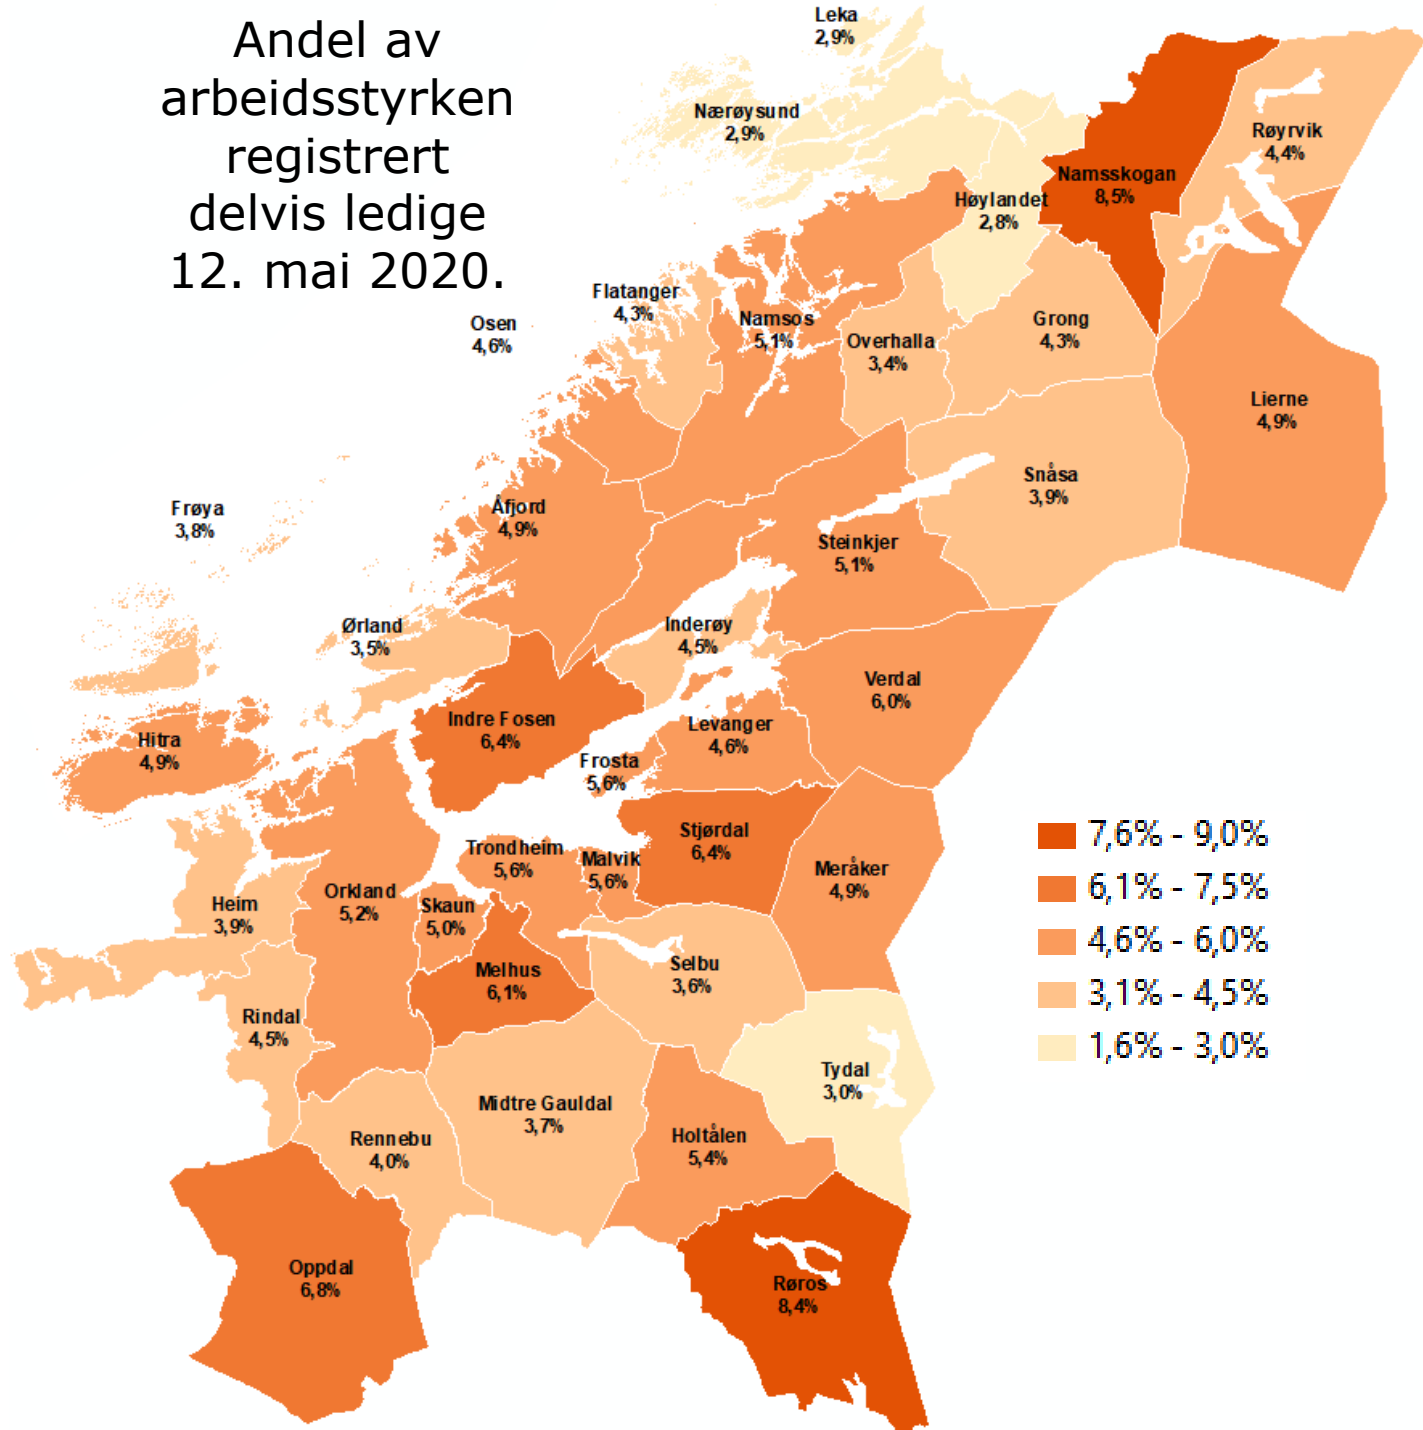 Andel av
arbeidsstyrken
registrert
delvis ledige
12. mai 2020.
Leka
2,9%
Nærøysund
2,9%
Røyrvik
4,4%
Namsskogan
8,5%
Høylandet
2,8%
Flatanger
4,3%
Osen
4,6%
Namsos
5,1%
Overhalla
3,4%
Grong
4,3%
Lierne
4,9%
Snåsa
3,9%
Frøya
3,8%
Åfjord
4,9%
Steinkjer
5,1%
Ørland
3,5%
Inderøy
4,5%
Verdal
6,0%
Indre Fosen
6,4%
Levanger
4,6%
Hitra
4,9%
Frosta
5,6%
Stjørdal
6,4%
Trondheim
5,6%
Malvik
5,6%
Meråker
4,9%
Orkland
5,2%
Skaun
5,0%
Heim
3,9%
Melhus
6,1%
Selbu
3,6%
Rindal
4,5%
Tydal
3,0%
Midtre Gauldal
3,7%
Rennebu
4,0%
Holtålen
5,4%
Oppdal
6,8%
Røros
8,4%
7,6% - 9,0%
6,1% - 7,5%
4,6% - 6,0%
3,1% - 4,5%
1,6% - 3,0%